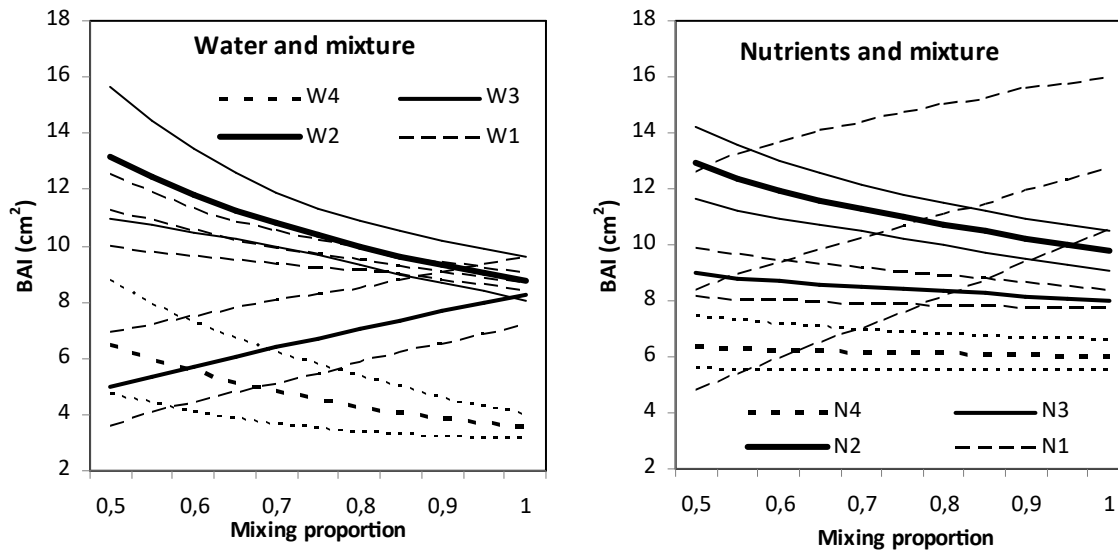 Water and mixture
W4 W3
W2 W1
BAI (cm²)
18
16
14
12
10
8
6
4
2
0,5 0,6 0,7 0,8 0,9 1
Mixing proportion
Nutrients and mixture
BAI (cm²)
18
16
14
12
10
8
6
4
2
N4 N3
N2 N1
0,5 0,6 0,7 0,8 0,9 1
Mixing proportion